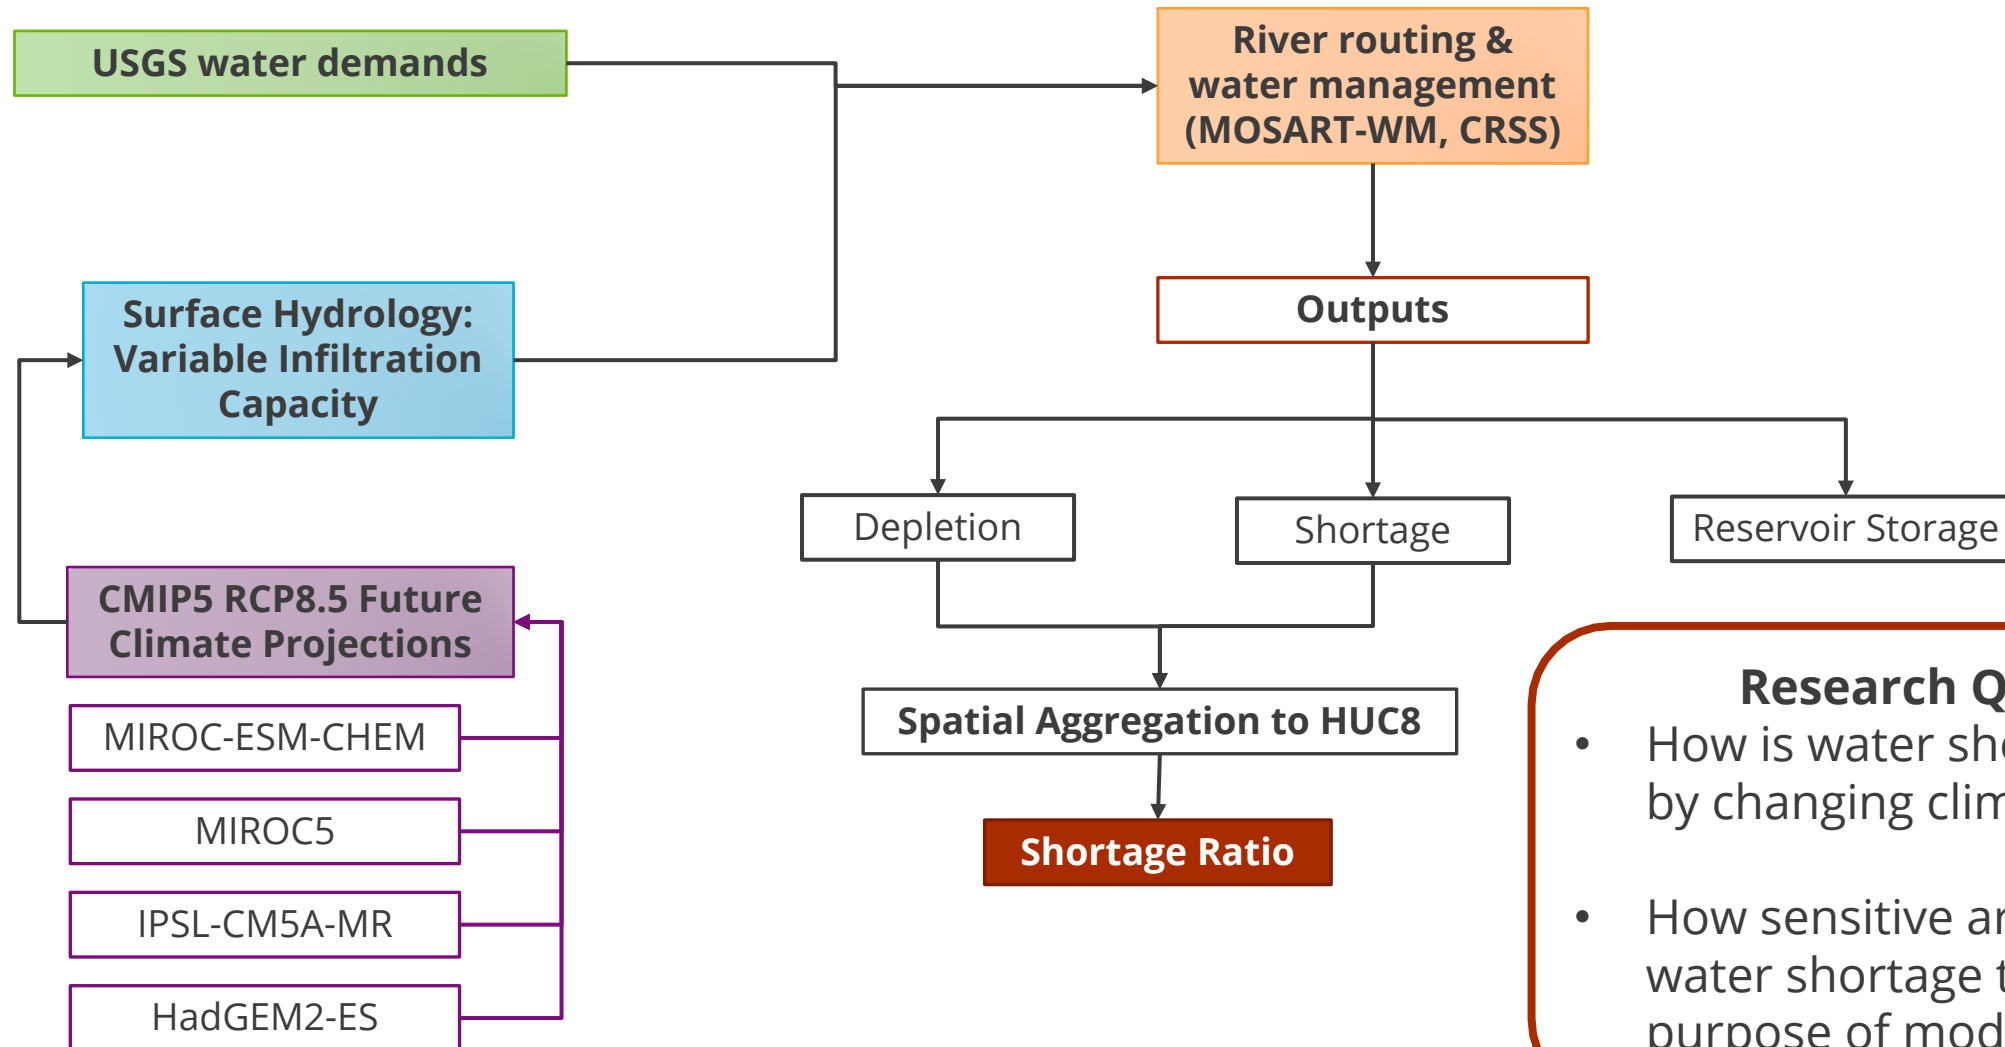 USGS water demands
River routing &
water management
(MOSART-WM, CRSS)
Surface Hydrology:
Variable Infiltration
Capacity
Outputs
Depletion
Shortage
Reservoir Storage
CMIP5 RCP8.5 Future
Climate Projections
MIROC-ESM-CHEM
MIROC5
IPSL-CM5A-MR
HadGEM2-ES
Spatial Aggregation to HUC8
Shortage Ratio
Research
• How is water
by changing
• How sensitive
water shortage
purpose of